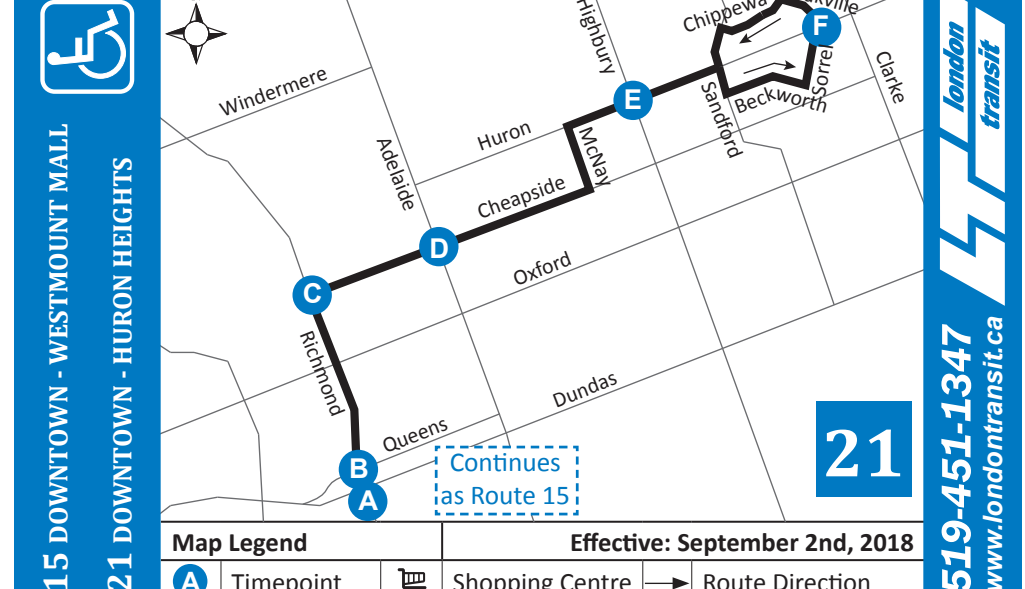 15 DOWNTOWN - WESTMOUNT MALL
21 DOWNTOWN - HURON HEIGHTS
Chippewa
Highbury
F
Sorrel
Clarke
Windermere
E
Sandford
Beckworth
Huron
McNay
Adelaide
Cheapside
D
Oxford
C
Richmond
Dundas
Queens
B
A
Continues
as Route 15
21
Map Legend
Effective: September 2nd, 2018
A Timepoint
Shopping Centre
Route Direction
london
transit
519-451-1347
www.londontransit.ca